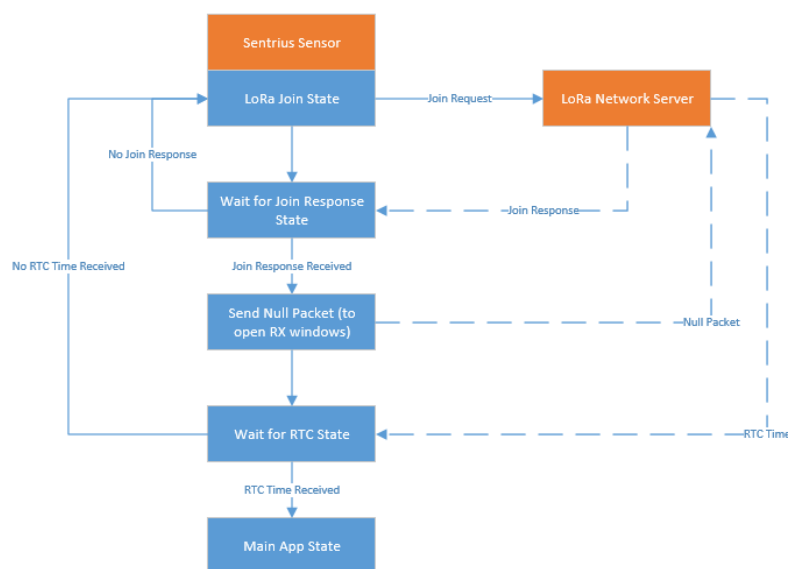 Sentrius Sensor
LoRa Join State
Join Request
LoRa Network Server
No Join Response
Wait for Join Response
State
Join Response
No RTC Time Received
Join Response Received
Send Null Packet (to
open RX windows)
Null Packet
Wait for RTC State
RTC Time
RTC Time Received
Main App State